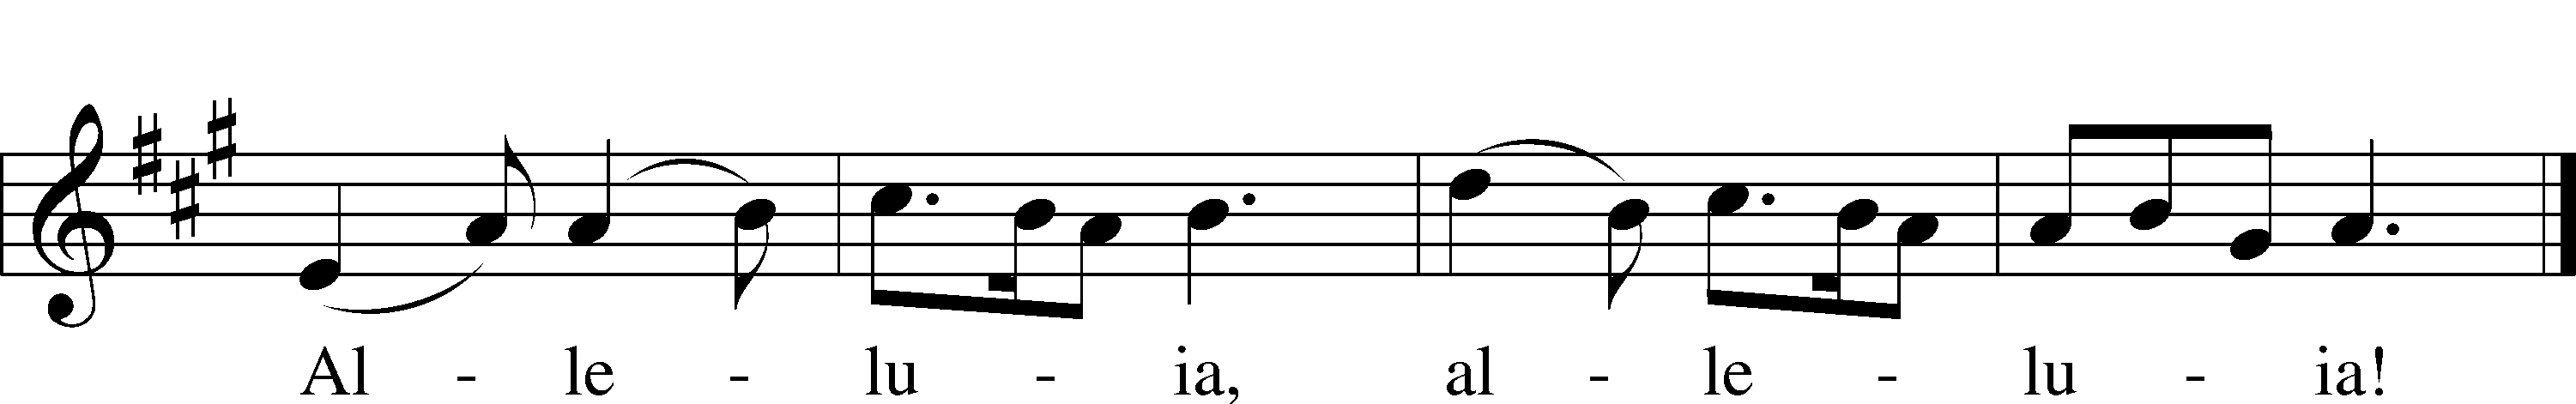 Al - le - lu - ia, al - le - lu - ia!